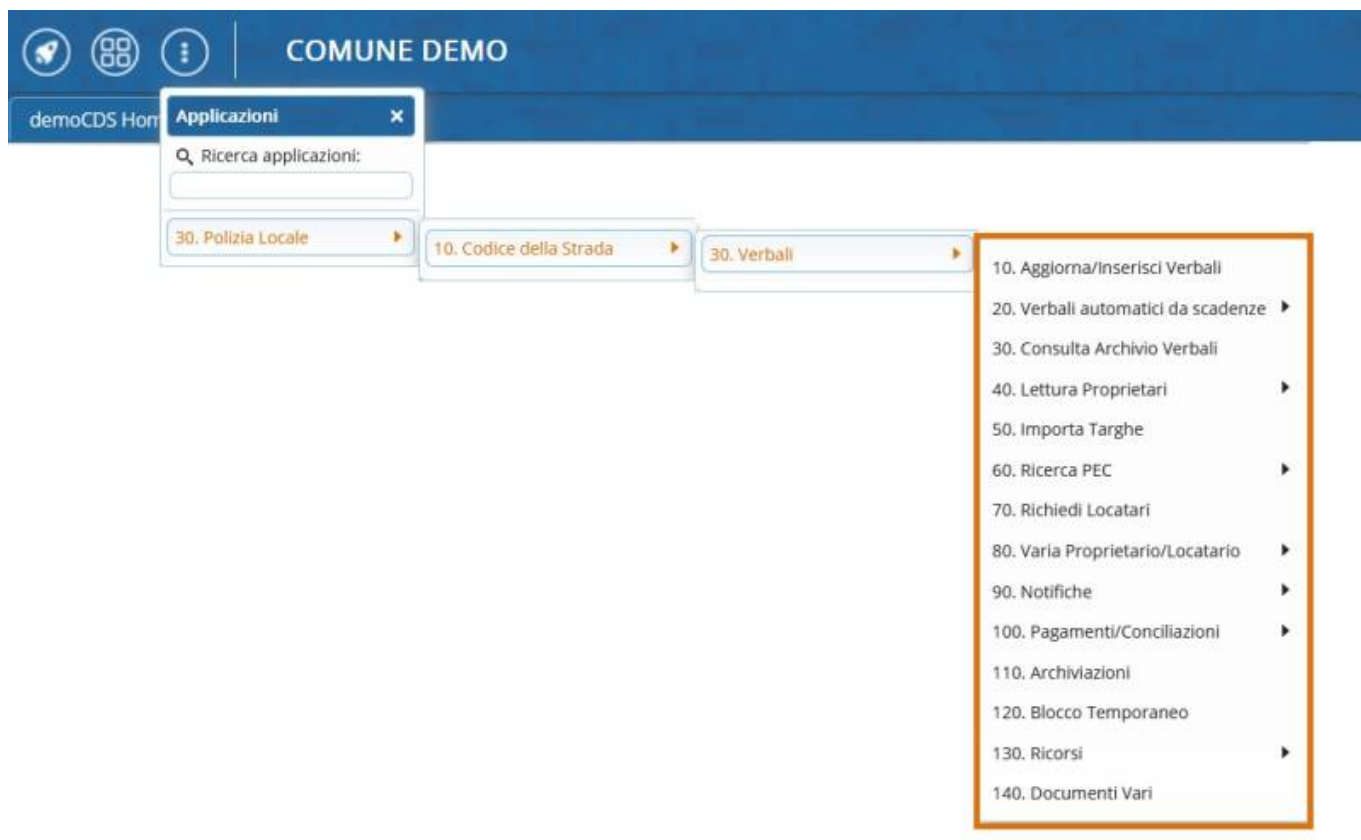 COMUNE DEMO
demoCDS Hom
Applicazioni
Ricerca applicazioni:
30. Polizia Locale
10. Codice della Strada
30. Verbali
10. Aggiorna/Inserisci Verbali
20. Verbali automatici da scadenze
30. Consulta Archivio Verbali
40. Lettura Proprietari
50. Importa Targhe
60. Ricerca PEC
70. Richiedi Locatari
80. Varia Proprietario/Locatario
90. Notifiche
100. Pagamenti/Conciliazioni
110. Archiviazioni
120. Blocco Temporaneo
130. Ricorsi
140. Documenti Vari